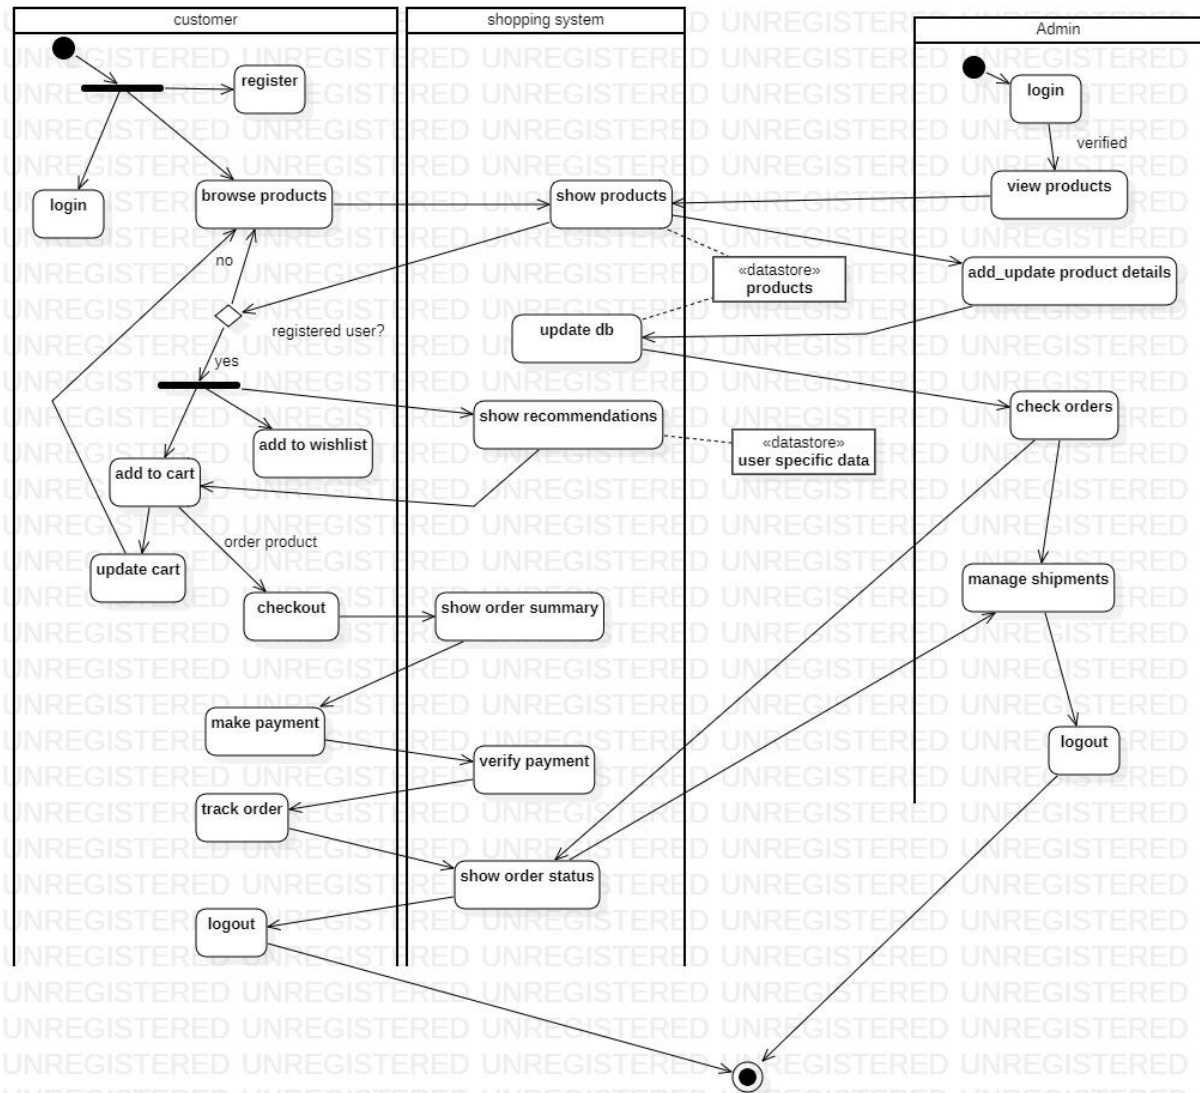 customer
shopping system
Admin
register
login
verified
login
browse products
show products
view products
no
«datastore»
products
add_update product details
registered user?
update db
yes
show recommendations
check orders
add to wishlist
«datastore»
user specific data
add to cart
order product
update cart
checkout
show order summary
manage shipments
make payment
verify payment
logout
track order
show order status
logout
UNREGISTERED